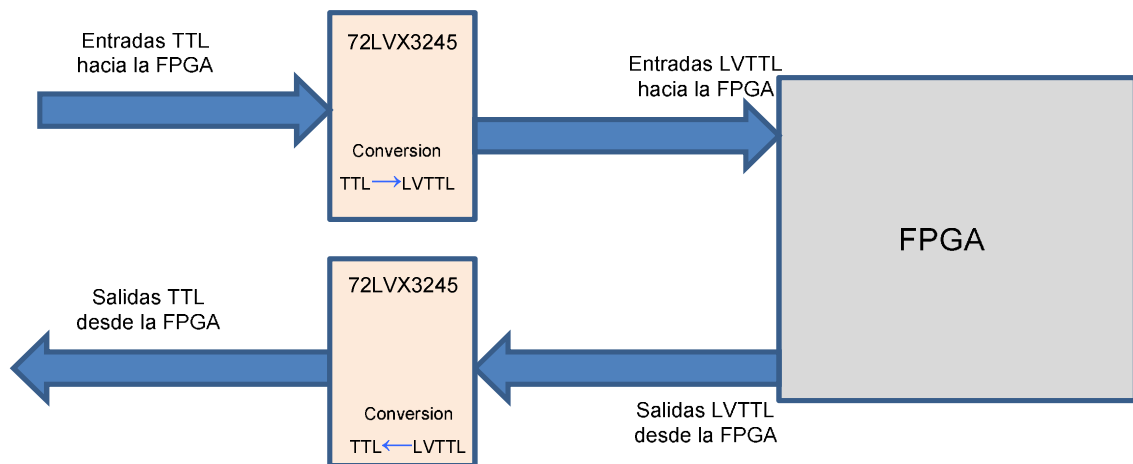 Entradas TTL
hacia la FPGA
72LVX3245
Conversion
TTL→LVTTL
Entradas LVTTL
hacia la FPGA
FPGA
Salidas TTL
desde la FPGA
72LVX3245
Conversion
TTL←LVTTL
Salidas LVTTL
desde la FPGA